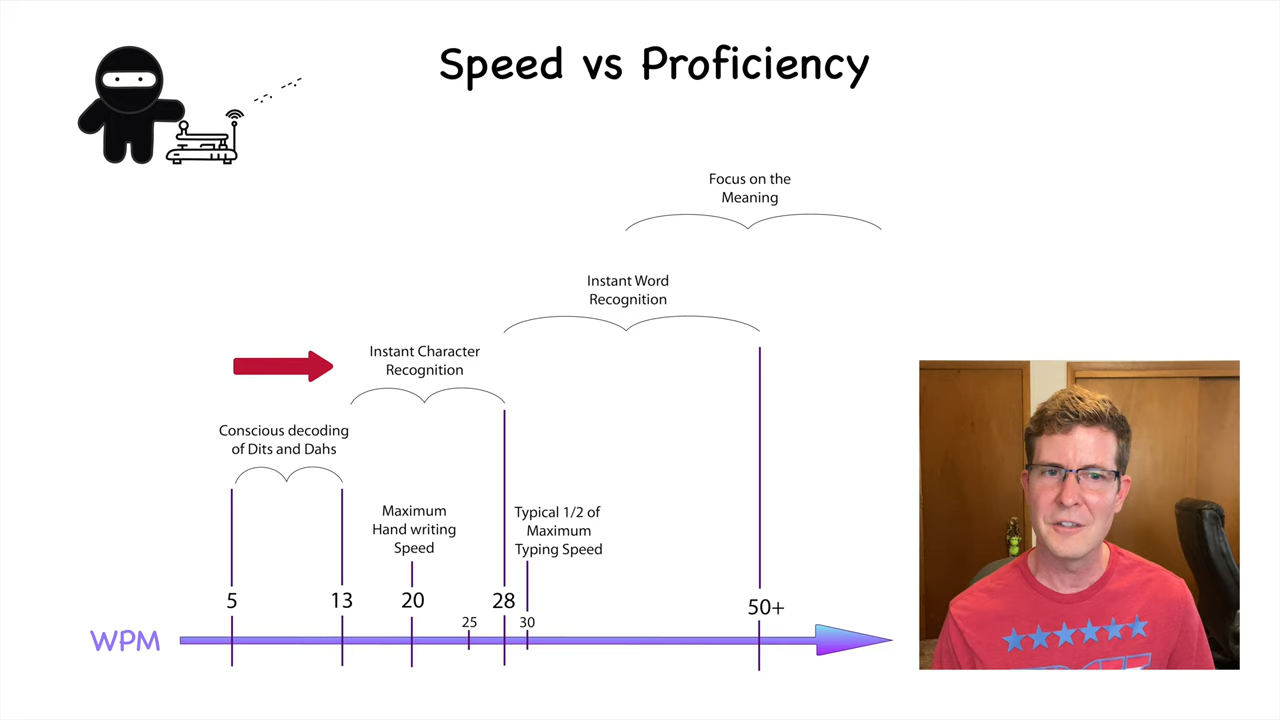 Speed vs Proficiency
Focus on the
Meaning
Instant Word
Recognition
Instant Character
Recognition
Conscious decoding
of Dits and Dahs
Maximum
Hand writing
Speed
Typical 1/2 of
Maximum
Typing Speed
5
13
20
25
28
30
50+
WPM